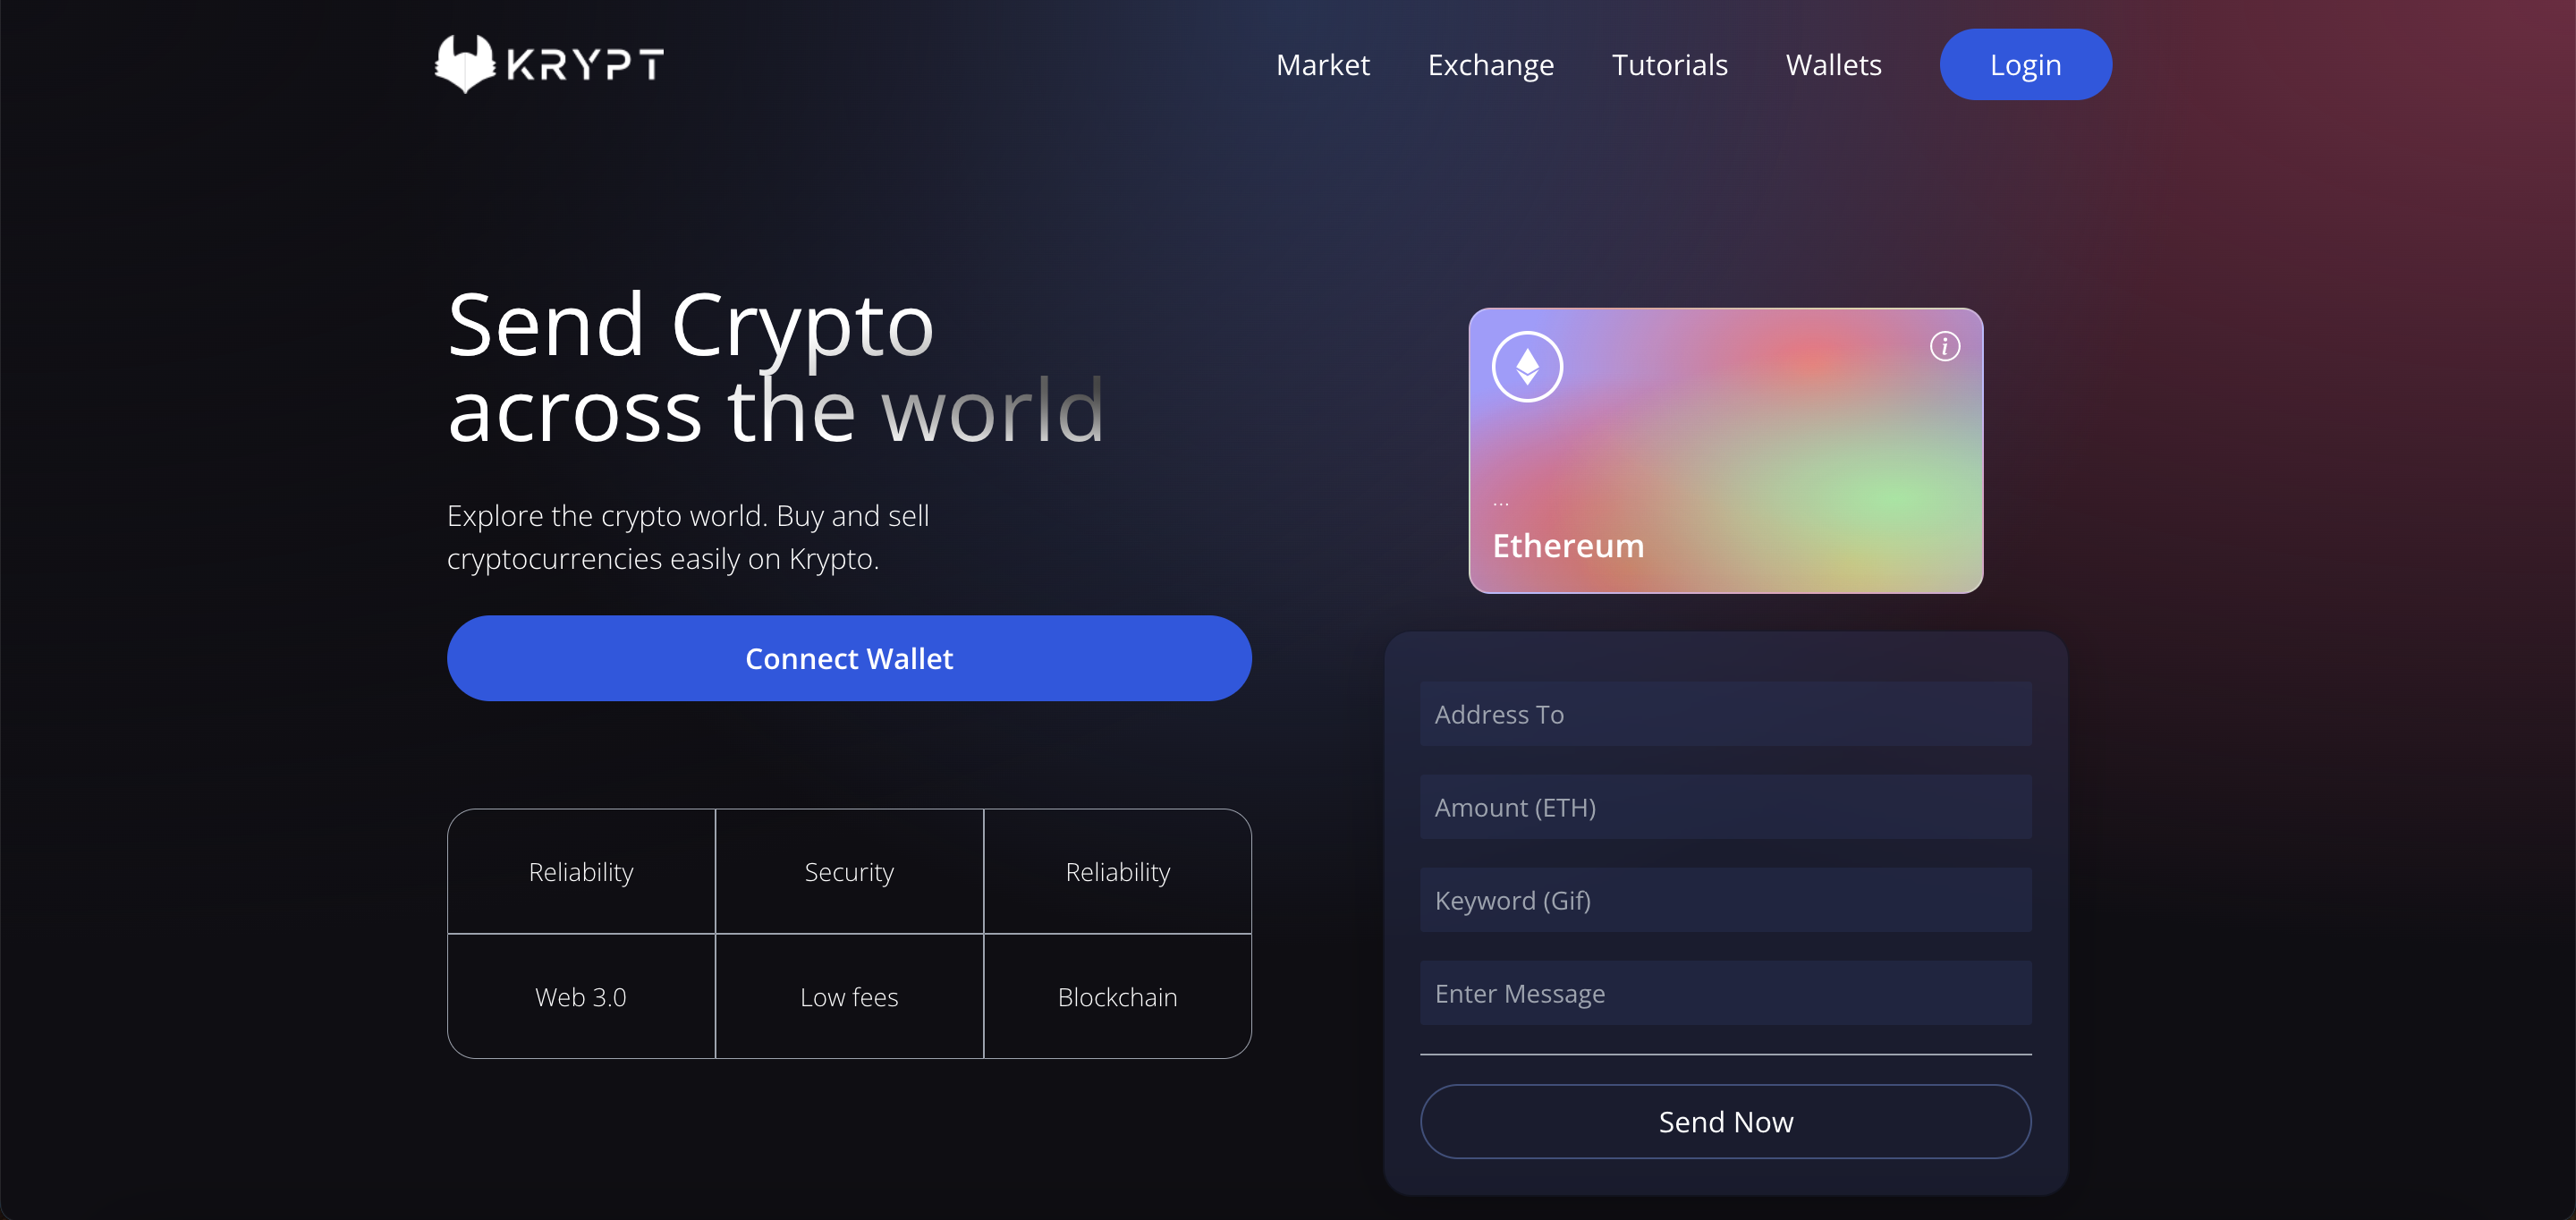 KRYPT
Market
Exchange
Tutorials
Wallets
Login
Send Crypto
across the world
Explore the crypto world. Buy and sell
cryptocurrencies easily on Krypto.
Connect Wallet
Reliability
Security
Reliability
Web 3.0
Low fees
Blockchain
i
...
Ethereum
Address To
Amount (ETH)
Keyword (Gif)
Enter Message
Send Now